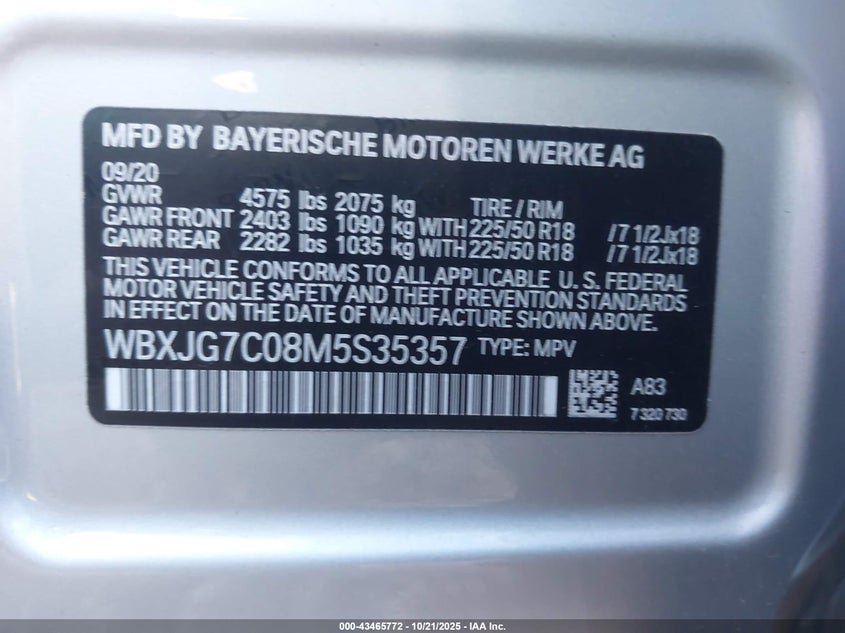 MFD BY BAYERISCHE MOTOREN WERKE AG
09/20
GVWR 4575 lbs 2075 kg TIRE / RIM
GAWR FRONT 2403 lbs 1090 kg WITH 225/50 R18 /7 1/2Jx18
GAWR REAR 2282 lbs 1035 kg WITH 225/50 R18 /7 1/2Jx18
THIS VEHICLE CONFORMS TO ALL APPLICABLE U. S. FEDERAL
MOTOR VEHICLE SAFETY AND THEFT PREVENTION STANDARDS
IN EFFECT ON THE DATE OF MANUFACTURE SHOWN ABOVE.
WBXJG7C08M5S35357 TYPE: MPV
A83
7 320 730
000-43465772 - 10/21/2025 - IAA Inc.